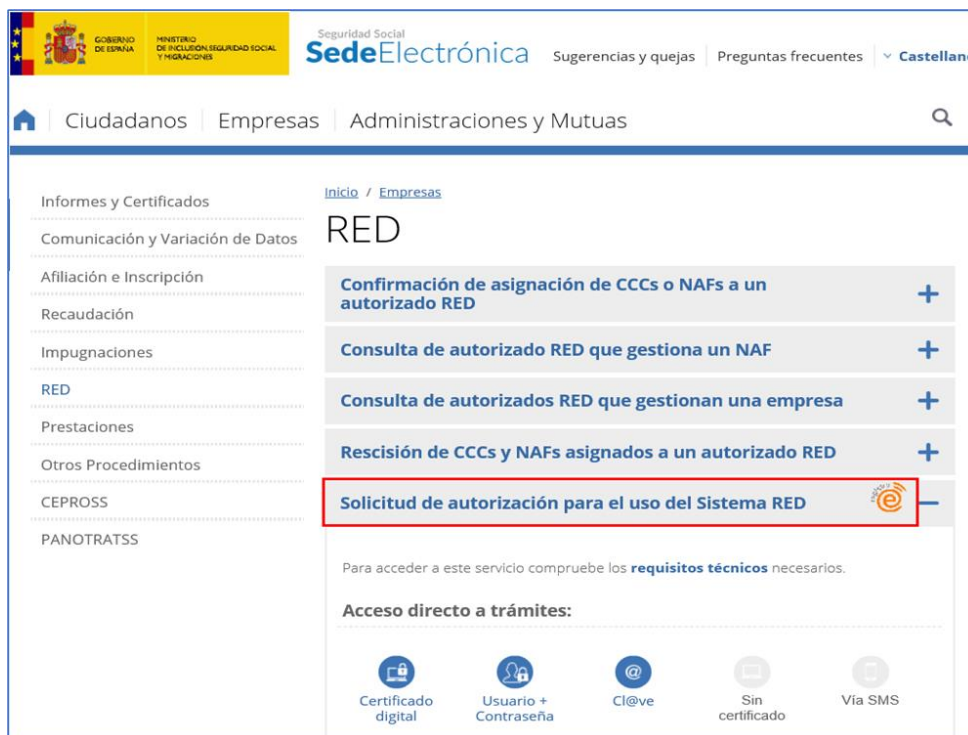 GOBIERNO
DE ESPAÑA
MINISTERIO
DE INCLUSIÓN, SEGURIDAD SOCIAL
Y MIGRACIONES
Seguridad Social
SedeElectrónica
Sugerencias y quejas
Preguntas frecuentes
Castellano
Ciudadanos
Empresas
Administraciones y Mutuas
Informes y Certificados
Comunicación y Variación de Datos
Afiliación e Inscripción
Recaudación
Impugnaciones
RED
Prestaciones
Otros Procedimientos
CEPROSS
PANOTRATSS
Inicio / Empresas
RED
Confirmación de asignación de CCCs o NAFs a un
autorizado RED
Consulta de autorizado RED que gestiona un NAF
Consulta de autorizados RED que gestionan una empresa
Rescisión de CCCs y NAFs asignados a un autorizado RED
Solicitud de autorización para el uso del Sistema RED
Para acceder a este servicio compruebe los requisitos técnicos necesarios.
Acceso directo a trámites:
Certificado
digital
Usuario +
Contraseña
Cl@ve
Sin
certificado
Vía SMS